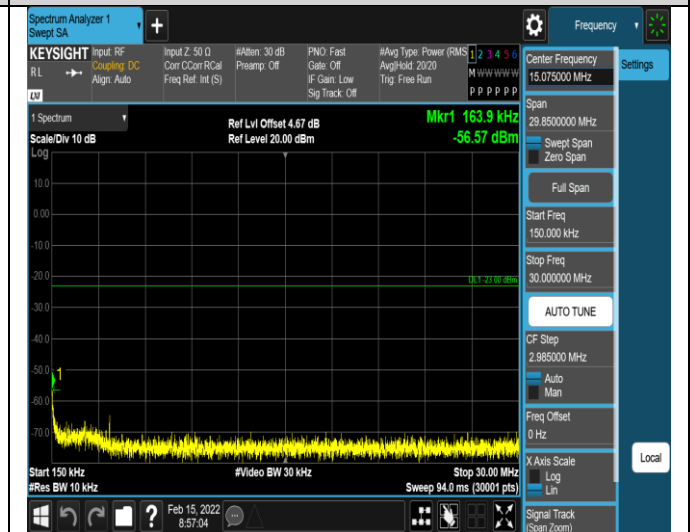 Spectrum Analyzer 1
Swept SA
Frequency
KEYSIGHT
RL
LXI
Input: RF
Coupling: DC
Align: Auto
Input Z: 50 Ω
Corr CCorr RCal
Freq Ref: Int (S)
#Atten: 30 dB
Preamp: Off
PNO: Fast
Gate: Off
IF Gain: Low
Sig Track: Off
#Avg Type: Power (RMS
Avg|Hold: 20/20
Trig: Free Run
1 2 3 4 5 6
M W W W W W
P P P P P P
1 Spectrum
Scale/Div 10 dB
Log
Ref Lvl Offset 4.67 dB
Ref Level 20.00 dBm
Mkr1 163.9 kHz
-56.57 dBm
10.0
0.00
-10.0
-20.0
DL1 -23.00 dBm
-30.0
-40.0
-50.0
1
-60.0
-70.0
Start 150 kHz
#Res BW 10 kHz
#Video BW 30 kHz
Stop 30.00 MHz
Sweep 94.0 ms (30001 pts)
Feb 15, 2022
8:57:04
Center Frequency
15.075000 MHz
Settings
Span
29.8500000 MHz
Swept Span
Zero Span
Full Span
Start Freq
150.000 kHz
Stop Freq
30.000000 MHz
AUTO TUNE
CF Step
2.985000 MHz
Auto
Man
Freq Offset
0 Hz
X Axis Scale
Log
Lin
Local
Signal Track
(Span Zoom)